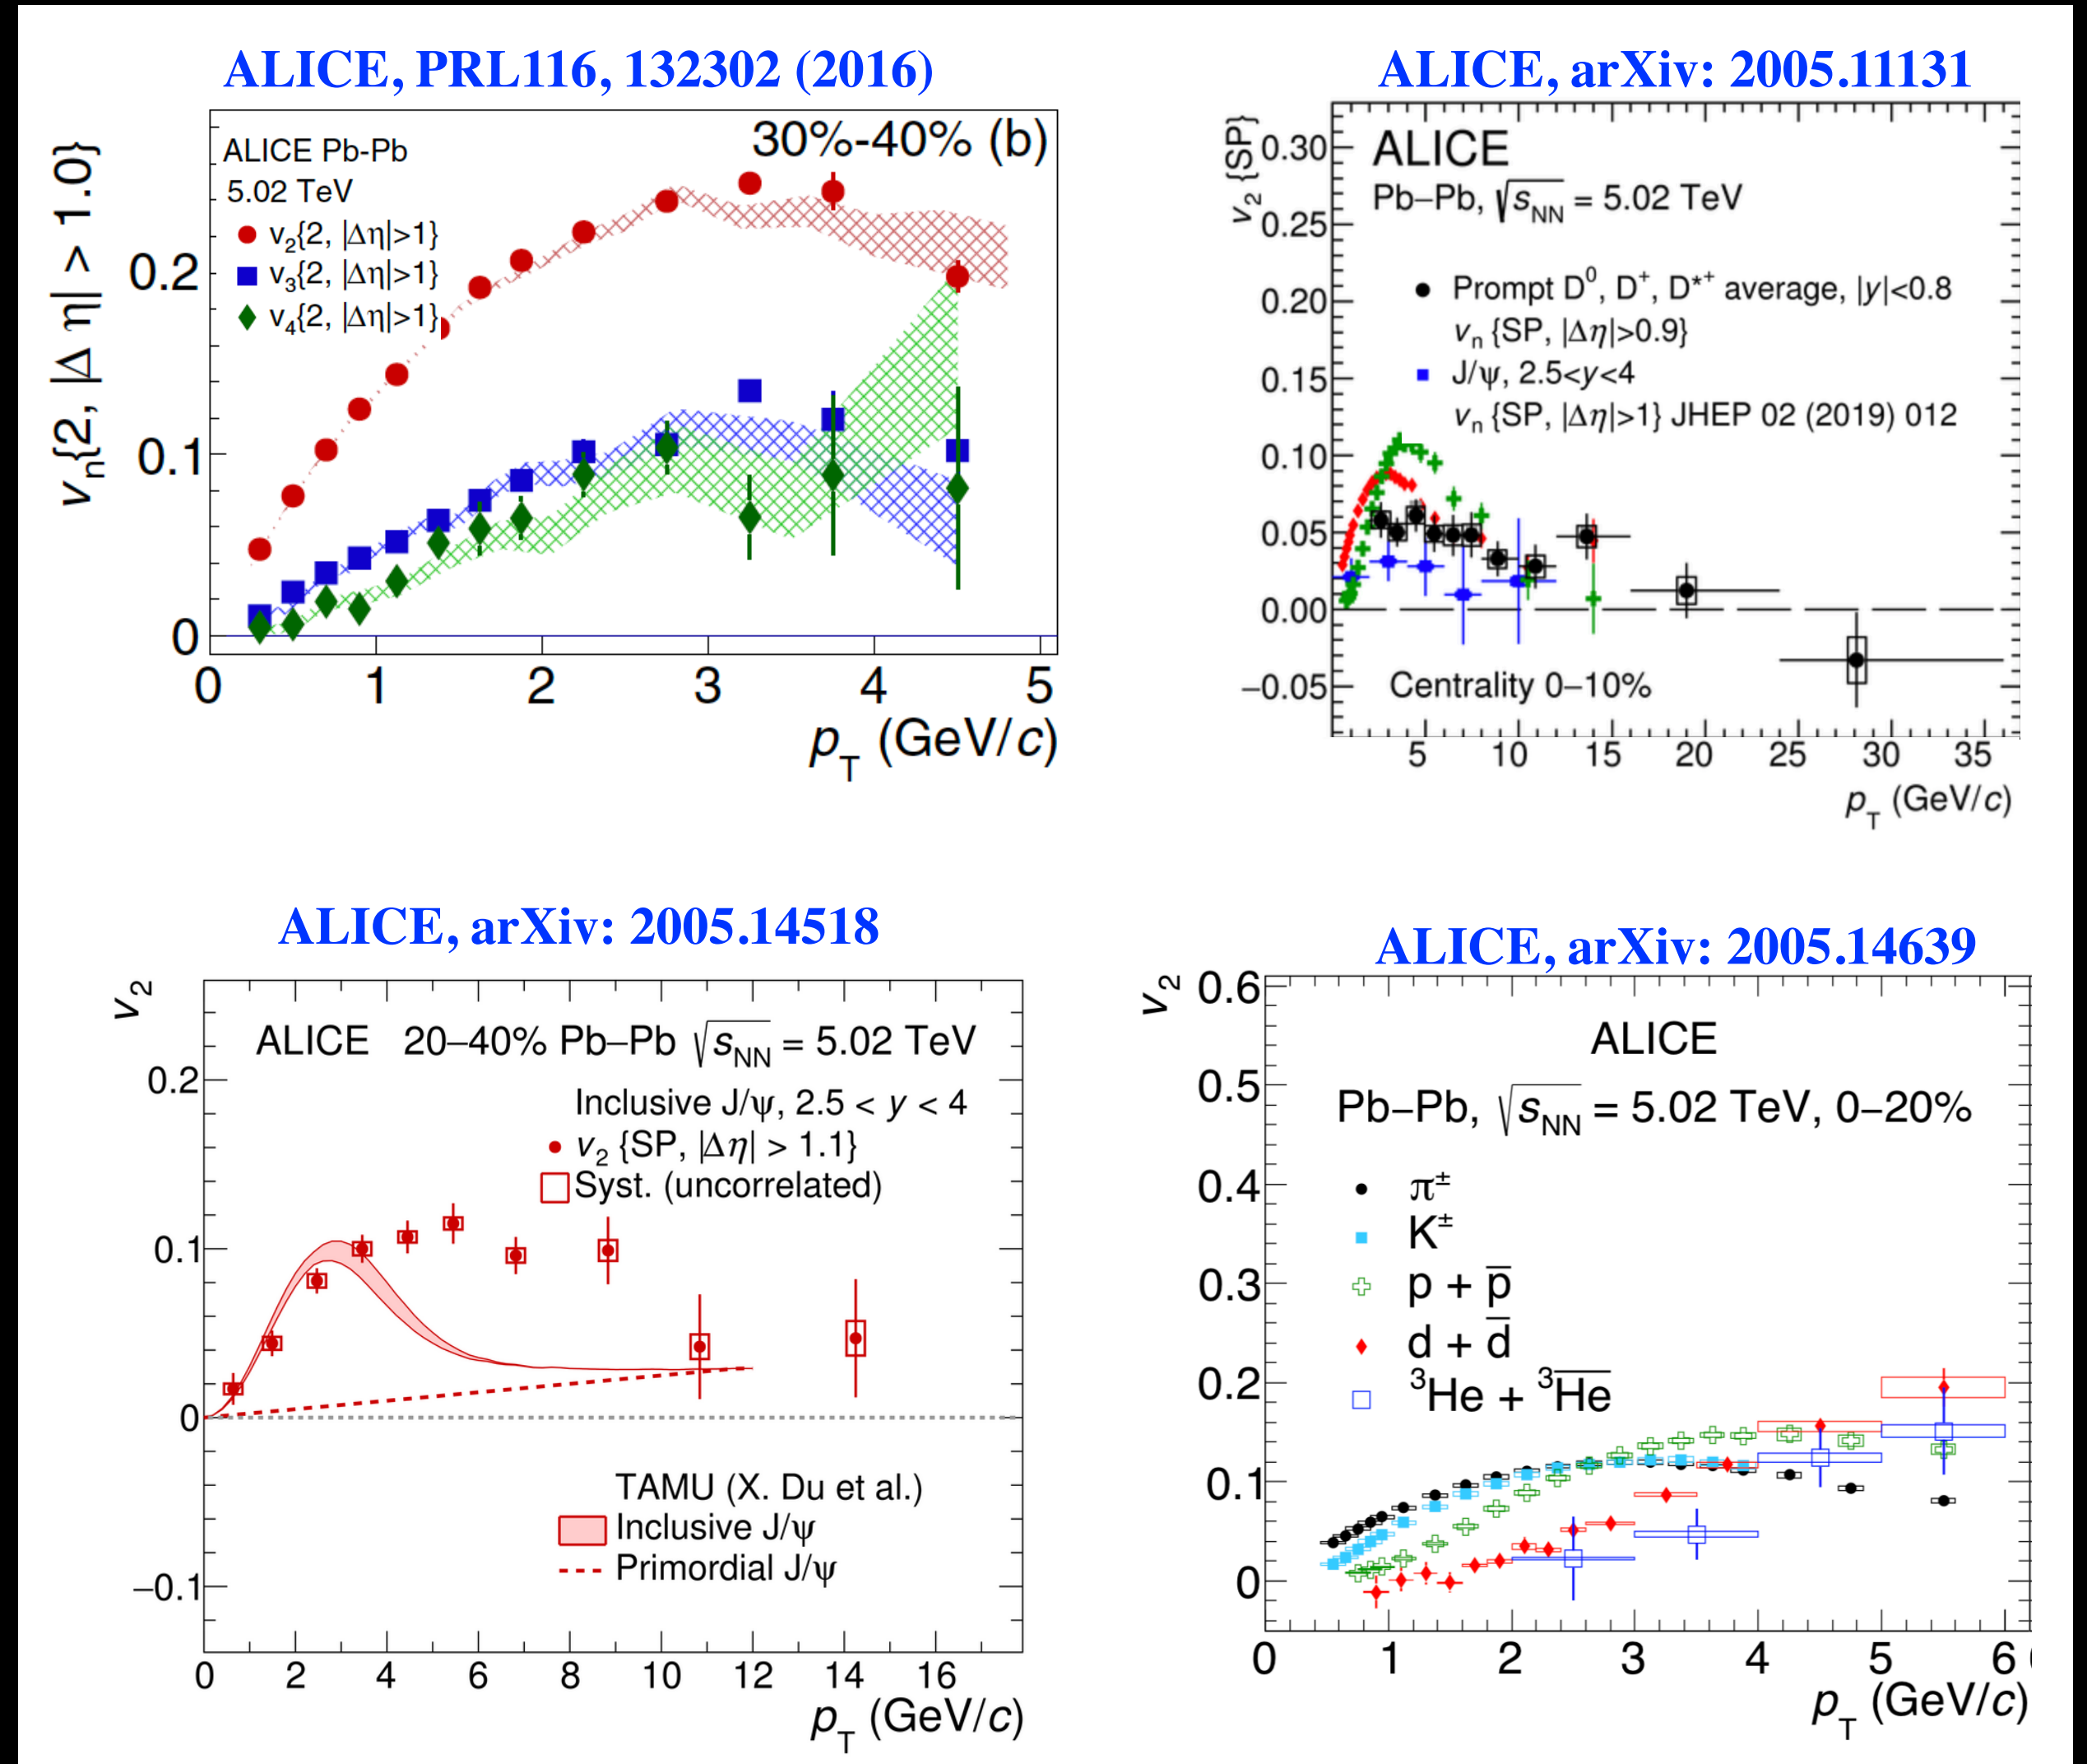 ALICE, PRL116, 132302 (2016)
30%-40% (b)
ALICE Pb-Pb
5.02 TeV
v₂{2, |Δη|>1}
v₃{2, |Δη|>1}
v₄{2, |Δη|>1}
vₙ{2, |Δ η| > 1.0}
0.2
0.1
0
0 1 2 3 4 5
p_T (GeV/c)
ALICE, arXiv: 2005.11131
v₂ {SP}
ALICE
Pb–Pb, √s_NN = 5.02 TeV
Prompt D⁰, D⁺, D*⁺ average, |y|<0.8
vₙ {SP, |Δη|>0.9}
J/ψ, 2.5<y<4
vₙ {SP, |Δη|>1} JHEP 02 (2019) 012
0.30
0.25
0.20
0.15
0.10
0.05
0.00
−0.05
Centrality 0–10%
5 10 15 20 25 30 35
p_T (GeV/c)
ALICE, arXiv: 2005.14518
v₂
ALICE 20–40% Pb–Pb √s_NN = 5.02 TeV
Inclusive J/ψ, 2.5 < y < 4
v₂ {SP, |Δη| > 1.1}
Syst. (uncorrelated)
0.2
0.1
0
−0.1
TAMU (X. Du et al.)
Inclusive J/ψ
Primordial J/ψ
0 2 4 6 8 10 12 14 16
p_T (GeV/c)
ALICE, arXiv: 2005.14639
v₂
ALICE
Pb–Pb, √s_NN = 5.02 TeV, 0–20%
π±
K±
p + p̅
d + d̅
³He + ³H̅e̅
0.6
0.5
0.4
0.3
0.2
0.1
0
0 1 2 3 4 5 6
p_T (GeV/c)